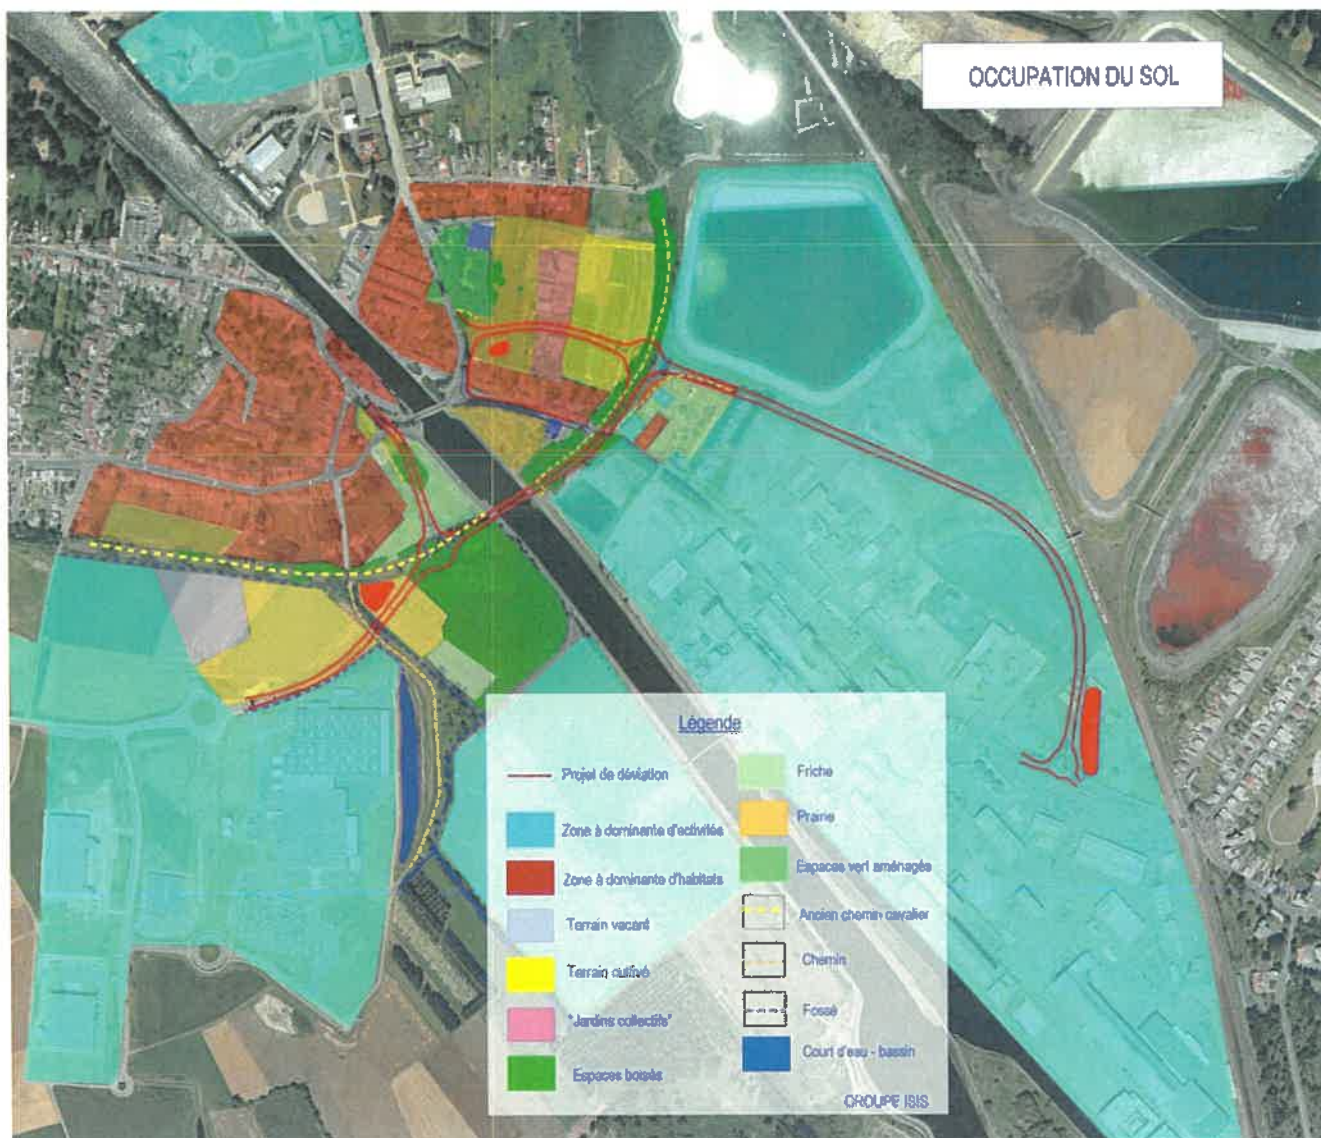 OCCUPATION DU SOL
Légende
Projet de déviation
Zone à dominante d'activités
Zone à dominante d'habitats
Terrain vacant
Terrain cultivé
"Jardins collectifs"
Espaces boisés
Friche
Prairie
Espaces vert aménagés
Ancien chemin cavalier
Chemin
Fossé
Court d'eau - bassin
GROUPE ISIS